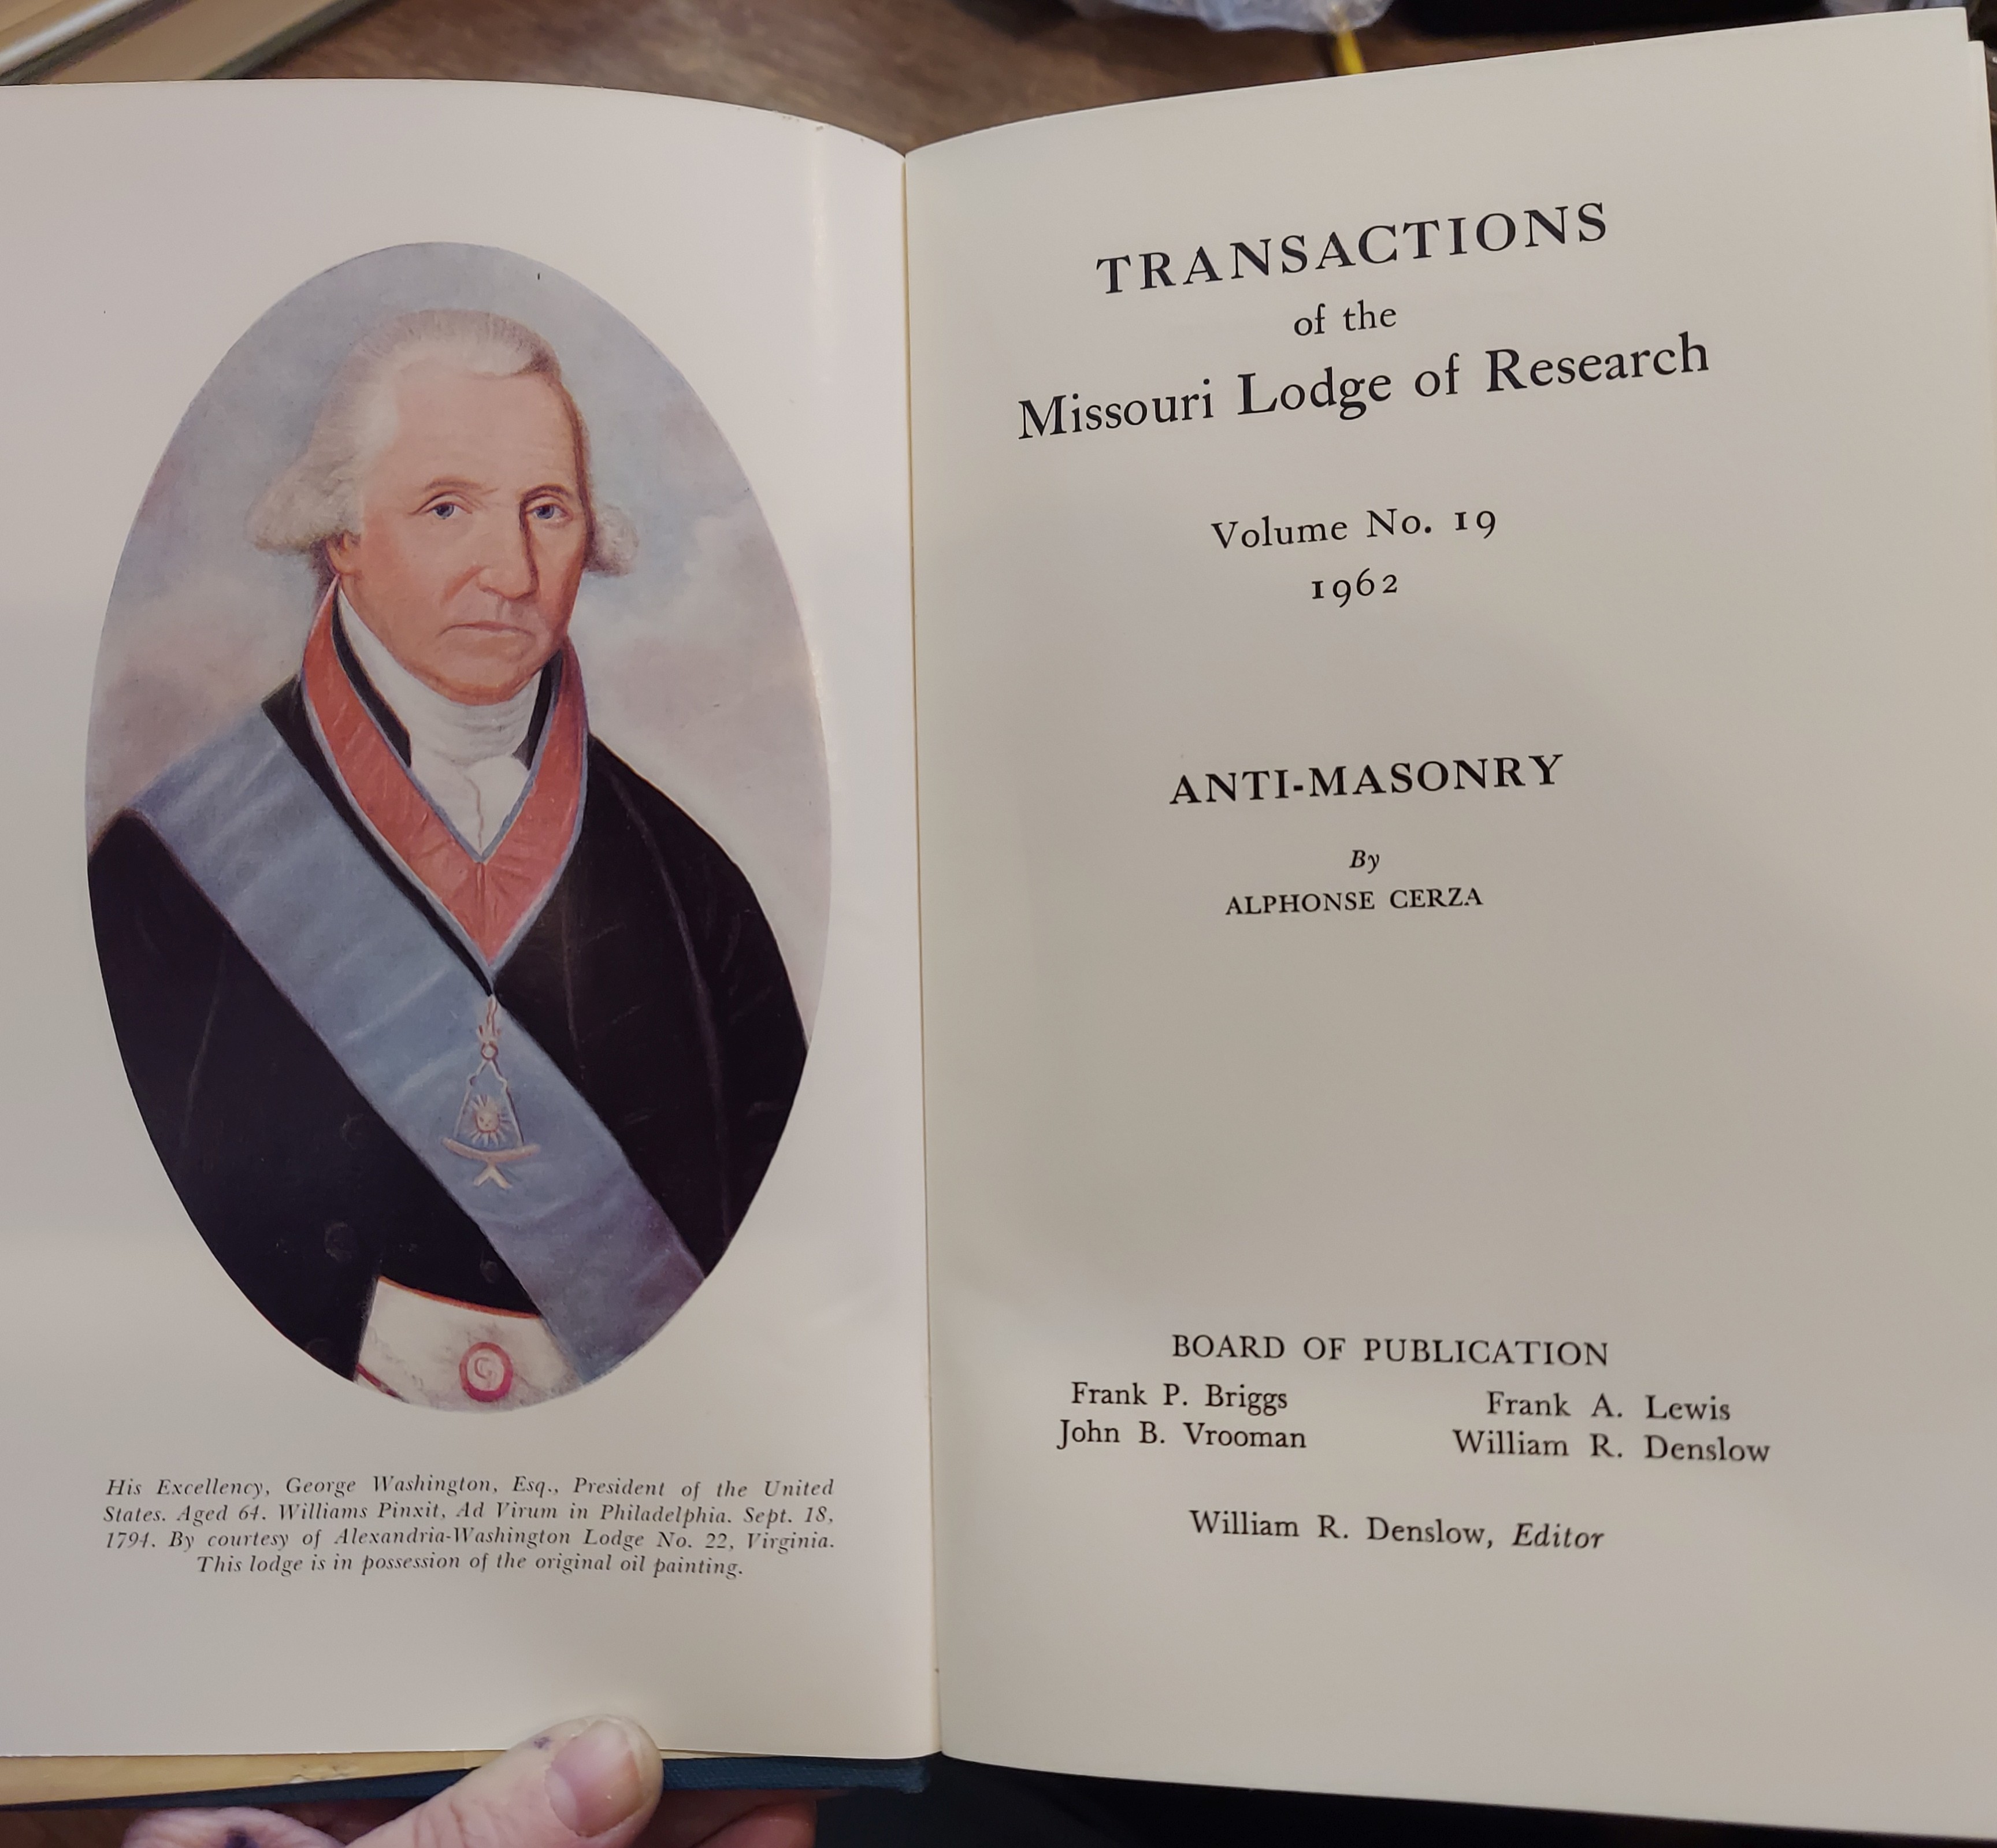 His Excellency, George Washington, Esq., President of the United
States. Aged 64. Williams Pinxit, Ad Virum in Philadelphia. Sept. 18,
1794. By courtesy of Alexandria-Washington Lodge No. 22, Virginia.
This lodge is in possession of the original oil painting.
G
TRANSACTIONS
of the
Missouri Lodge of Research
Volume No. 19
1962
ANTI-MASONRY
By
ALPHONSE CERZA
BOARD OF PUBLICATION
Frank P. Briggs Frank A. Lewis
John B. Vrooman William R. Denslow
William R. Denslow, Editor